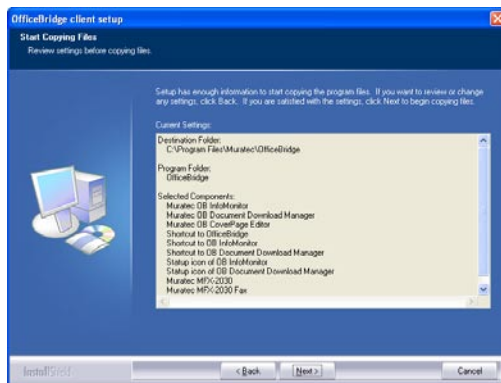 OfficeBridge client setup
Start Copying Files
Review settings before copying files.
Setup has enough information to start copying the program files. If you want to review or change
any settings, click Back. If you are satisfied with the settings, click Next to begin copying files.
Current Settings:
Destination Folder:
C:\Program Files\Muratec\OfficeBridge
Program Folder:
OfficeBridge
Selected Components:
Muratec OB InfoMonitor
Muratec OB Document Download Manager
Muratec OB CoverPage Editor
Shortcut to OfficeBridge
Shortcut to OB InfoMonitor
Shortcut to OB Document Download Manager
Statup icon of OB InfoMonitor
Statup icon of OB Document Download Manager
Muratec MFX-2030
Muratec MFX-2030 Fax
InstallShield
< Back
Next >
Cancel